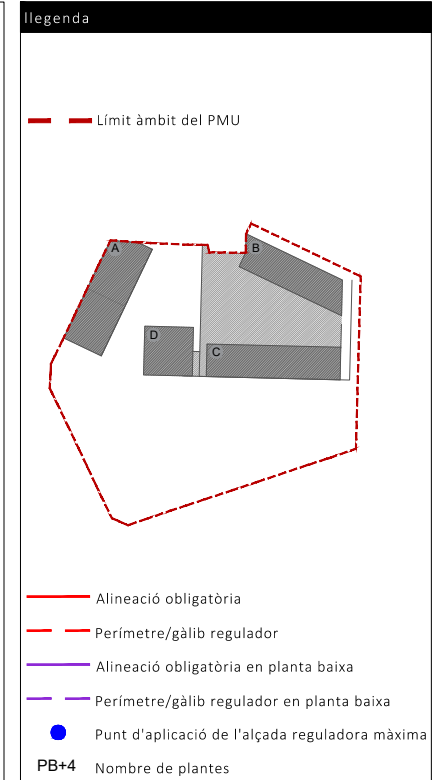 llegenda
Límit àmbit del PMU
A
B
D
C
Alineació obligatòria
Perímetre/gàlib regulador
Alineació obligatòria en planta baixa
Perímetre/gàlib regulador en planta baixa
Punt d'aplicació de l'alçada reguladora màxima
PB+4 Nombre de plantes